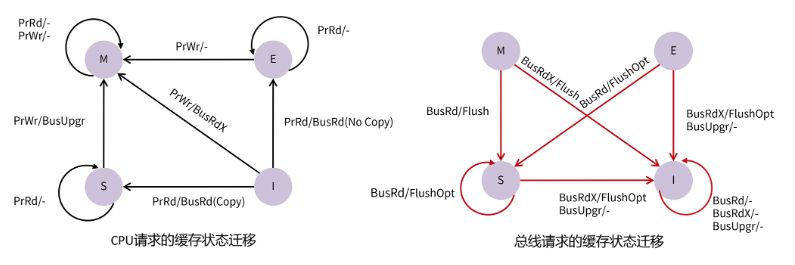 PrRd/-
PrWr/-
M
PrWr/-
E
PrRd/-
PrWr/BusUpgr
PrWr/BusRdX
PrRd/BusRd(No Copy)
PrRd/-
S
PrRd/BusRd(Copy)
I
CPU请求的缓存状态迁移
M
E
BusRdX/Flush
BusRd/FlushOpt
BusRd/Flush
BusRdX/FlushOpt
BusUpgr/-
BusRd/FlushOpt
S
BusRdX/FlushOpt
BusUpgr/-
I
BusRd/-
BusRdX/-
BusUpgr/-
总线请求的缓存状态迁移